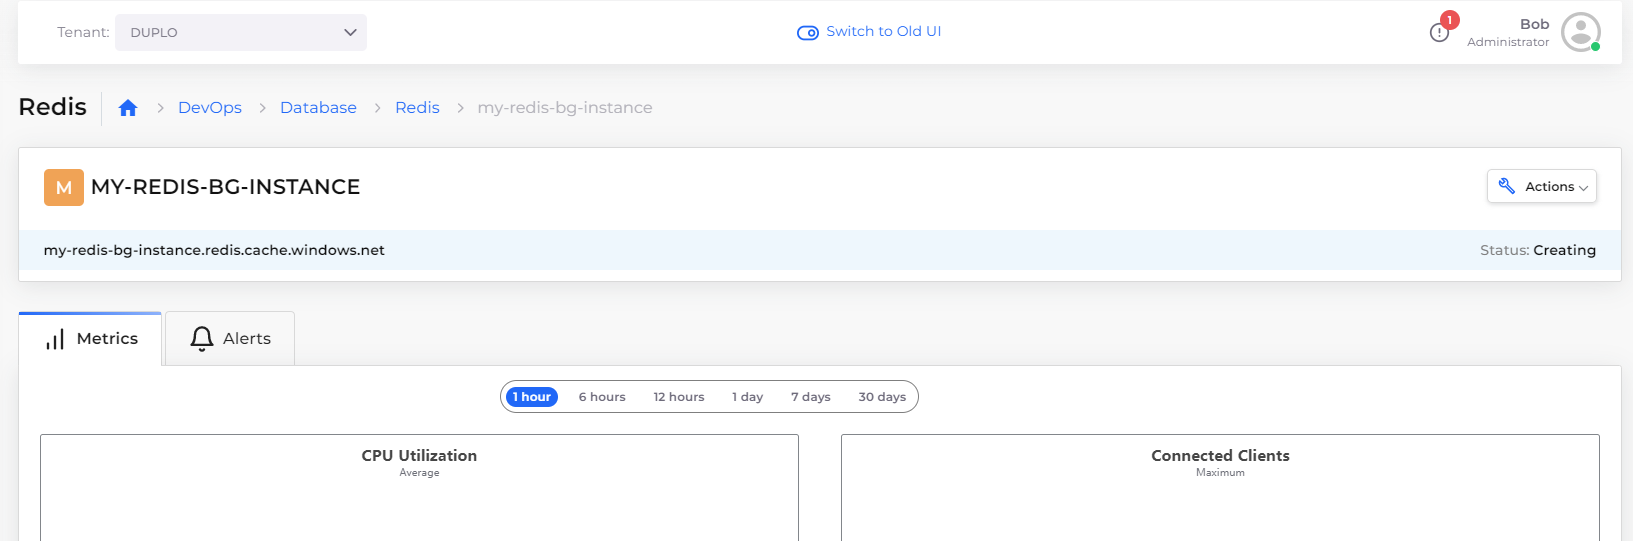 Tenant: DUPLO Switch to Old UI 1 Bob
Administrator
Redis DevOps Database Redis my-redis-bg-instance
M MY-REDIS-BG-INSTANCE Actions
my-redis-bg-instance.redis.cache.windows.net Status: Creating
Metrics Alerts
1 hour 6 hours 12 hours 1 day 7 days 30 days
CPU Utilization Connected Clients
Average Maximum